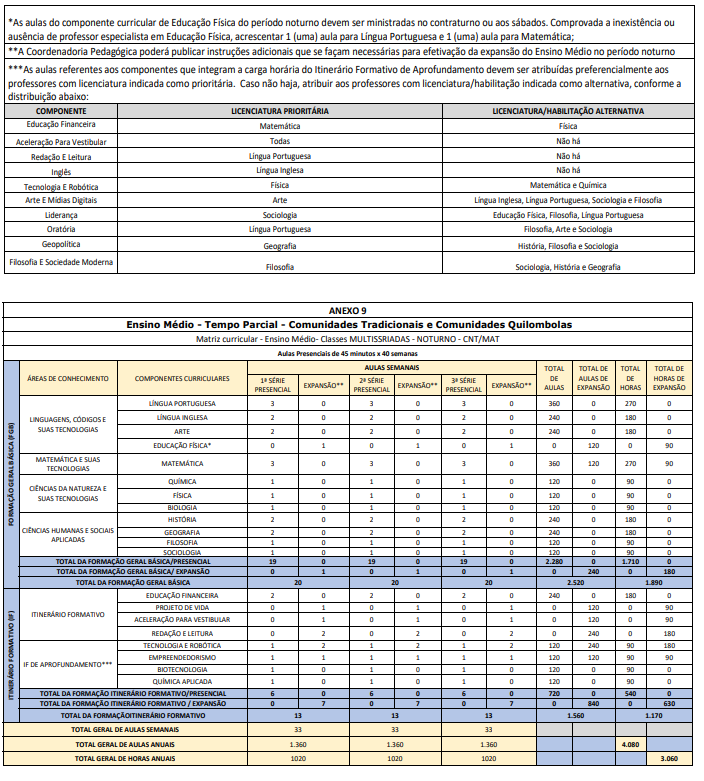 *As aulas do componente curricular de Educação Física do período noturno devem ser ministradas no contraturno ou aos sábados. Comprovada a inexistência ou
ausência de professor especialista em Educação Física, acrescentar 1 (uma) aula para Língua Portuguesa e 1 (uma) aula para Matemática;
**A Coordenadoria Pedagógica poderá publicar instruções adicionais que se façam necessárias para efetivação da expansão do Ensino Médio no período noturno
***As aulas referentes aos componentes que integram a carga horária do Itinerário Formativo de Aprofundamento devem ser atribuídas preferencialmente aos
professores com licenciatura indicada como prioritária. Caso não haja, atribuir aos professores com licenciatura/habilitação indicada como alternativa, conforme a
distribuição abaixo:
COMPONENTE LICENCIATURA PRIORITÁRIA LICENCIATURA/HABILITAÇÃO ALTERNATIVA
Educação Financeira Matemática Física
Aceleração Para Vestibular Todas Não há
Redação E Leitura Língua Portuguesa Não há
Inglês Língua Inglesa Não há
Tecnologia E Robótica Física Matemática e Química
Arte E Mídias Digitais Arte Língua Inglesa, Língua Portuguesa, Sociologia e Filosofia
Liderança Sociologia Educação Física, Filosofia, Língua Portuguesa
Oratória Língua Portuguesa Filosofia, Arte e Sociologia
Geopolítica Geografia História, Filosofia e Sociologia
Filosofia E Sociedade Moderna Filosofia Sociologia, História e Geografia
ANEXO 9
Ensino Médio - Tempo Parcial - Comunidades Tradicionais e Comunidades Quilombolas
Matriz curricular - Ensino Médio- Classes MULTISSRIADAS - NOTURNO - CNT/MAT
Aulas Presenciais de 45 minutos x 40 semanas
ÁREAS DE CONHECIMENTO COMPONENTES CURRICULARES AULAS SEMANAIS TOTAL DE AULAS TOTAL DE AULAS DE EXPANSÃO TOTAL DE HORAS TOTAL DE HORAS DE EXPANSÃO
1ª SÉRIE PRESENCIAL EXPANSÃO** 2ª SÉRIE PRESENCIAL EXPANSÃO** 3ª SÉRIE PRESENCIAL EXPANSÃO**
FORMAÇÃO GERAL BÁSICA (FGB)
LINGUAGENS, CÓDIGOS E SUAS TECNOLOGIAS
LÍNGUA PORTUGUESA 3 0 3 0 3 0 360 0 270 0
LÍNGUA INGLESA 2 0 2 0 2 0 240 0 180 0
ARTE 2 0 2 0 2 0 240 0 180 0
EDUCAÇÃO FÍSICA* 0 1 0 1 0 1 0 120 0 90
MATEMÁTICA E SUAS TECNOLOGIAS MATEMÁTICA 3 0 3 0 3 0 360 120 270 90
CIÊNCIAS DA NATUREZA E SUAS TECNOLOGIAS
QUÍMICA 1 0 1 0 1 0 120 0 90 0
FÍSICA 1 0 1 0 1 0 120 0 90 0
BIOLOGIA 1 0 1 0 1 0 120 0 90 0
CIÊNCIAS HUMANAS E SOCIAIS APLICADAS
HISTÓRIA 2 0 2 0 2 0 240 0 180 0
GEOGRAFIA 2 0 2 0 2 0 240 0 180 0
FILOSOFIA 1 0 1 0 1 0 120 0 90 0
SOCIOLOGIA 1 0 1 0 1 0 120 0 90 0
TOTAL DA FORMAÇÃO GERAL BÁSICA/PRESENCIAL 19 0 19 0 19 0 2.280 0 1.710 0
TOTAL DA FORMAÇÃO GERAL BÁSICA/ EXPANSÃO 0 1 0 1 0 1 0 240 0 180
TOTAL DA FORMAÇÃO GERAL BÁSICA 20 20 20 2.520 1.890
ITINERÁRIO FORMATIVO (IF)
ITINERÁRIO FORMATIVO
EDUCAÇÃO FINANCEIRA 2 0 2 0 2 0 240 0 180 0
PROJETO DE VIDA 0 1 0 1 0 1 0 120 0 90
ACELERAÇÃO PARA VESTIBULAR 0 1 0 1 0 1 0 120 0 90
REDAÇÃO E LEITURA 0 2 0 2 0 2 0 240 0 180
IF DE APROFUNDAMENTO***
TECNOLOGIA E ROBÓTICA 1 2 1 2 1 2 120 240 90 180
EMPREENDEDORISMO 1 1 1 1 1 1 120 120 90 90
BIOTECNOLOGIA 1 0 1 0 1 0 120 0 90 0
QUÍMICA APLICADA 1 0 1 0 1 0 120 0 90 0
TOTAL DA FORMAÇÃO ITINERÁRIO FORMATIVO/PRESENCIAL 6 0 6 0 6 0 720 0 540 0
TOTAL DA FORMAÇÃO ITINERÁRIO FORMATIVO / EXPANSÃO 0 7 0 7 0 7 0 840 0 630
TOTAL DA FORMAÇÃOITINERÁRIO FORMATIVO 13 13 13 1.560 1.170
TOTAL GERAL DE AULAS SEMANAIS 33 33 33
TOTAL GERAL DE AULAS ANUAIS 1.360 1.360 1.360 4.080
TOTAL GERAL DE HORAS ANUAIS 1020 1020 1020 3.060